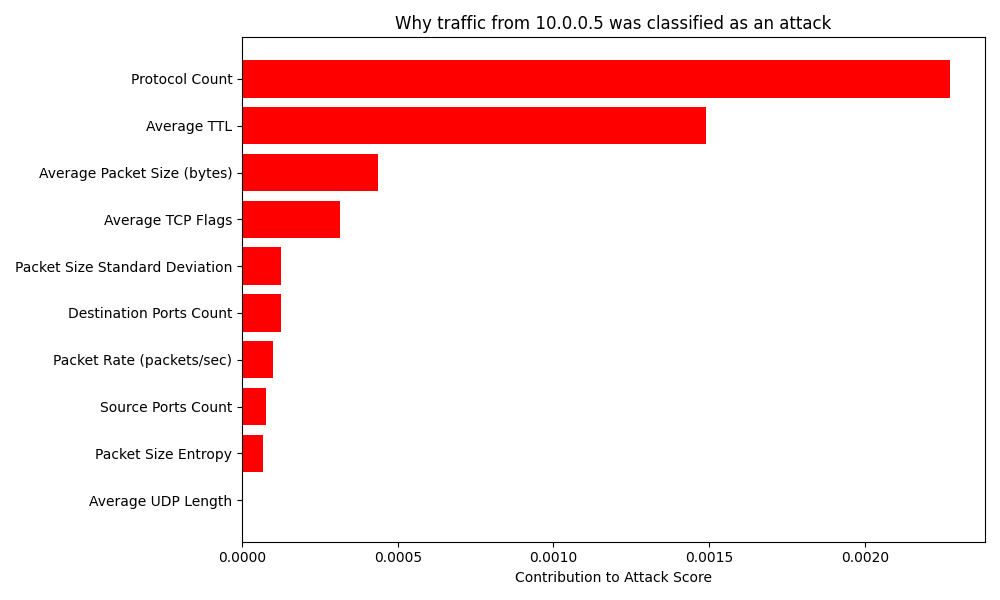 Why traffic from 10.0.0.5 was classified as an attack
Protocol Count
Average TTL
Average Packet Size (bytes)
Average TCP Flags
Packet Size Standard Deviation
Destination Ports Count
Packet Rate (packets/sec)
Source Ports Count
Packet Size Entropy
Average UDP Length
0.0000 0.0005 0.0010 0.0015 0.0020
Contribution to Attack Score